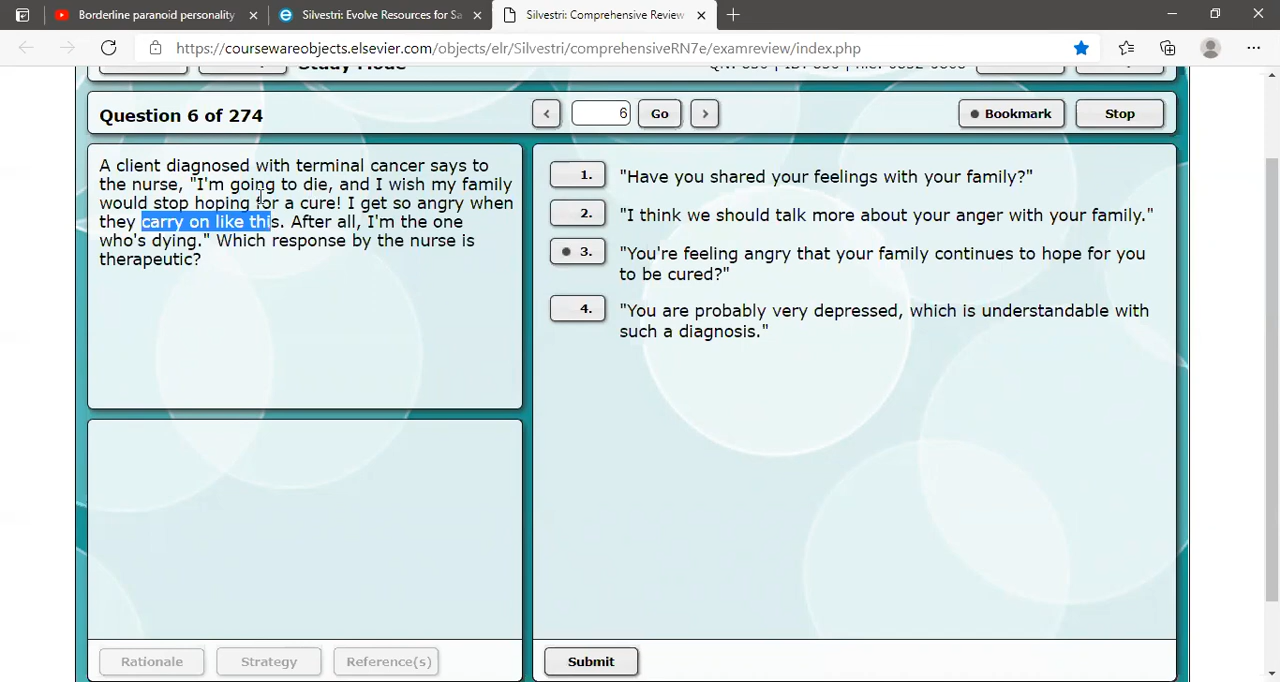 Borderline paranoid personality
Silvestri: Evolve Resources for Sa
Silvestri: Comprehensive Review
https://coursewareobjects.elsevier.com/objects/elr/Silvestri/comprehensiveRN7e/examreview/index.php
Study Mode
Question 6 of 274
6
Go
Bookmark
Stop
A client diagnosed with terminal cancer says to
the nurse, "I'm going to die, and I wish my family
would stop hoping for a cure! I get so angry when
they carry on like this. After all, I'm the one
who's dying." Which response by the nurse is
therapeutic?
1. "Have you shared your feelings with your family?"
2. "I think we should talk more about your anger with your family."
3. "You're feeling angry that your family continues to hope for you
to be cured?"
4. "You are probably very depressed, which is understandable with
such a diagnosis."
Rationale
Strategy
Reference(s)
Submit